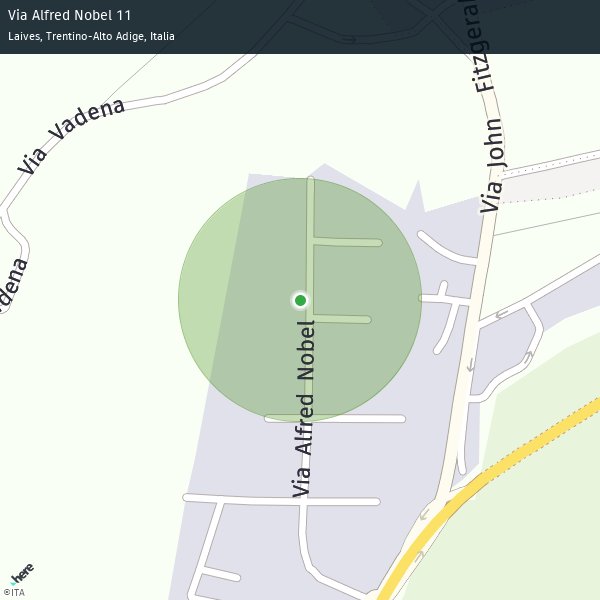 Via Alfred Nobel 11
Laives, Trentino-Alto Adige, Italia
Via Vadena
Via John Fitzgeral
dena
Via Alfred Nobel
here
©ITA